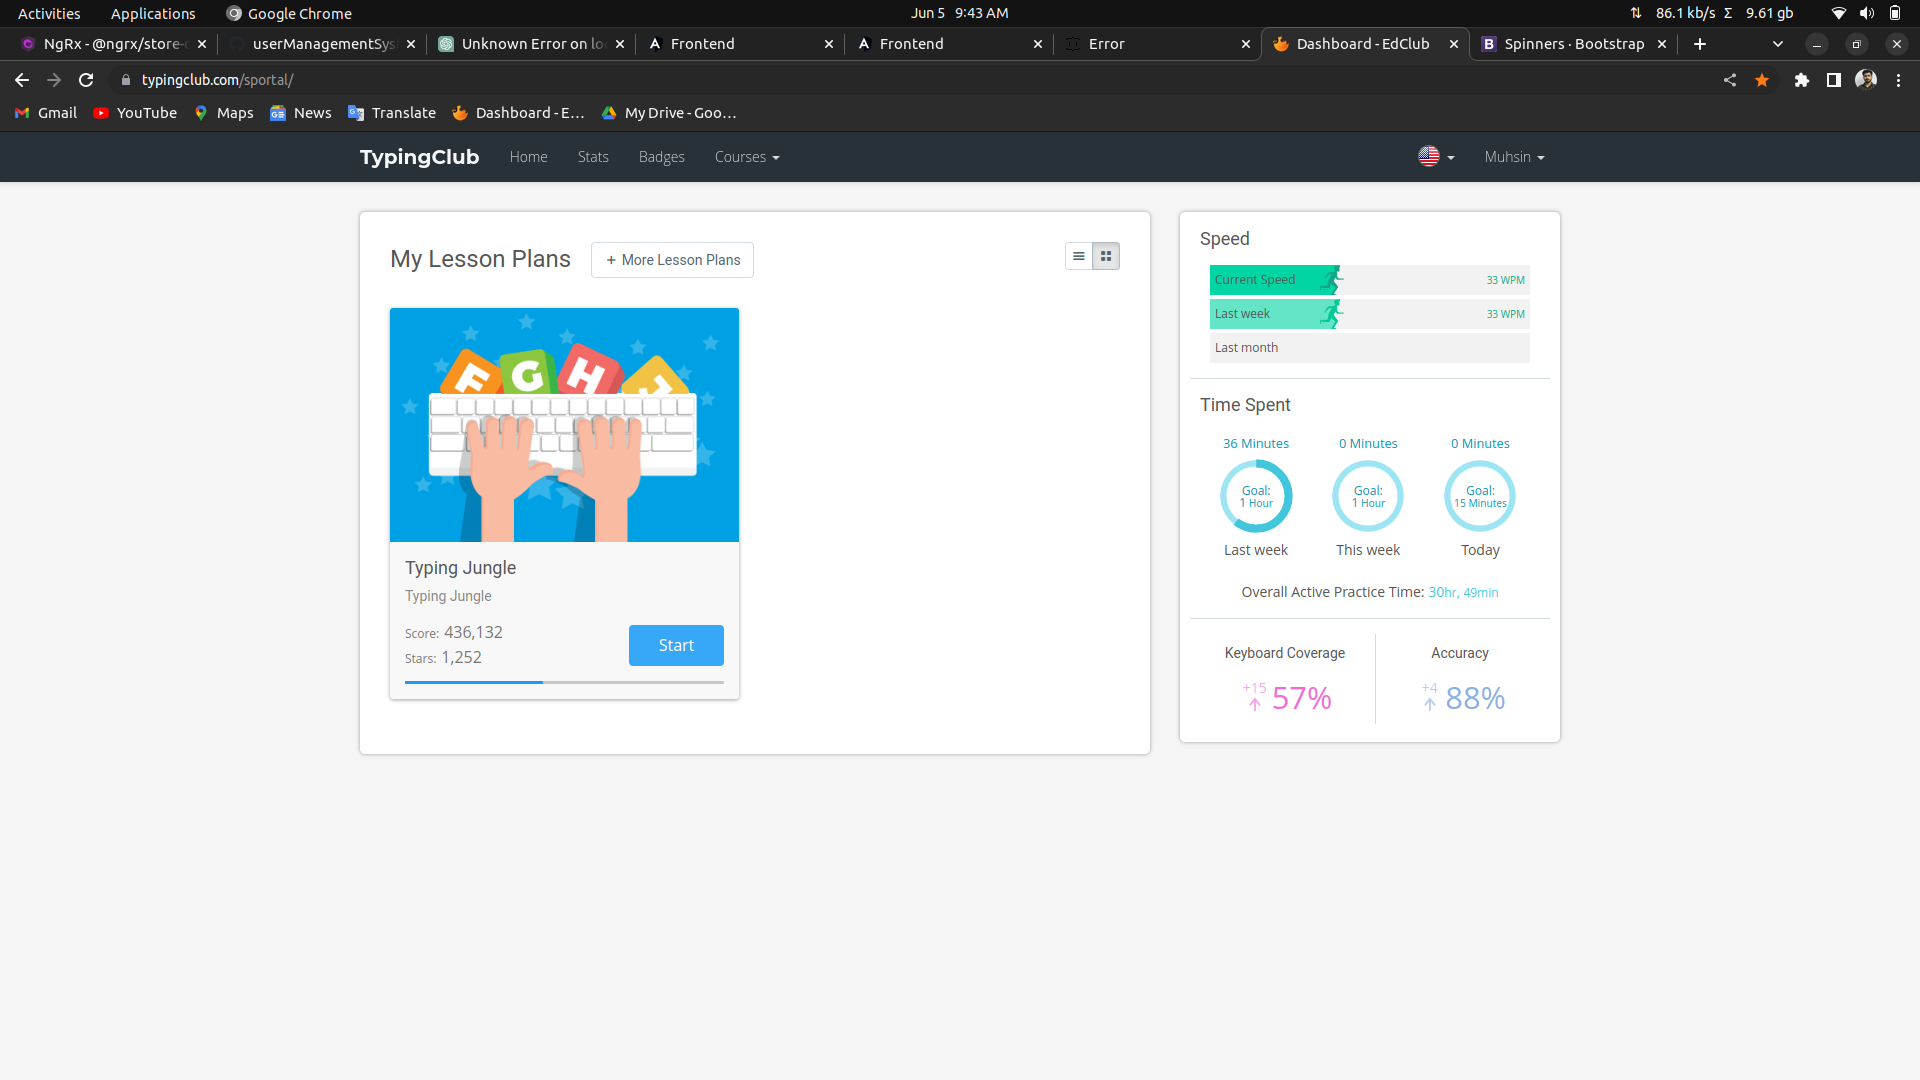 Activities Applications Google Chrome Jun 5 9:43 AM 86.1 kb/s Σ 9.61 gb
NgRx - @ngrx/store- userManagementSys Unknown Error on lo Frontend Frontend Error Dashboard - EdClub Spinners · Bootstrap
typingclub.com/sportal/
Gmail YouTube Maps News Translate Dashboard - E... My Drive - Goo...
TypingClub Home Stats Badges Courses Muhsin
My Lesson Plans + More Lesson Plans
F G H
Typing Jungle
Typing Jungle
Score: 436,132
Stars: 1,252
Start
Speed
Current Speed 33 WPM
Last week 33 WPM
Last month
Time Spent
36 Minutes 0 Minutes 0 Minutes
Goal: Goal: Goal:
1 Hour 1 Hour 15 Minutes
Last week This week Today
Overall Active Practice Time: 30hr, 49min
Keyboard Coverage Accuracy
+15 57% +4 88%